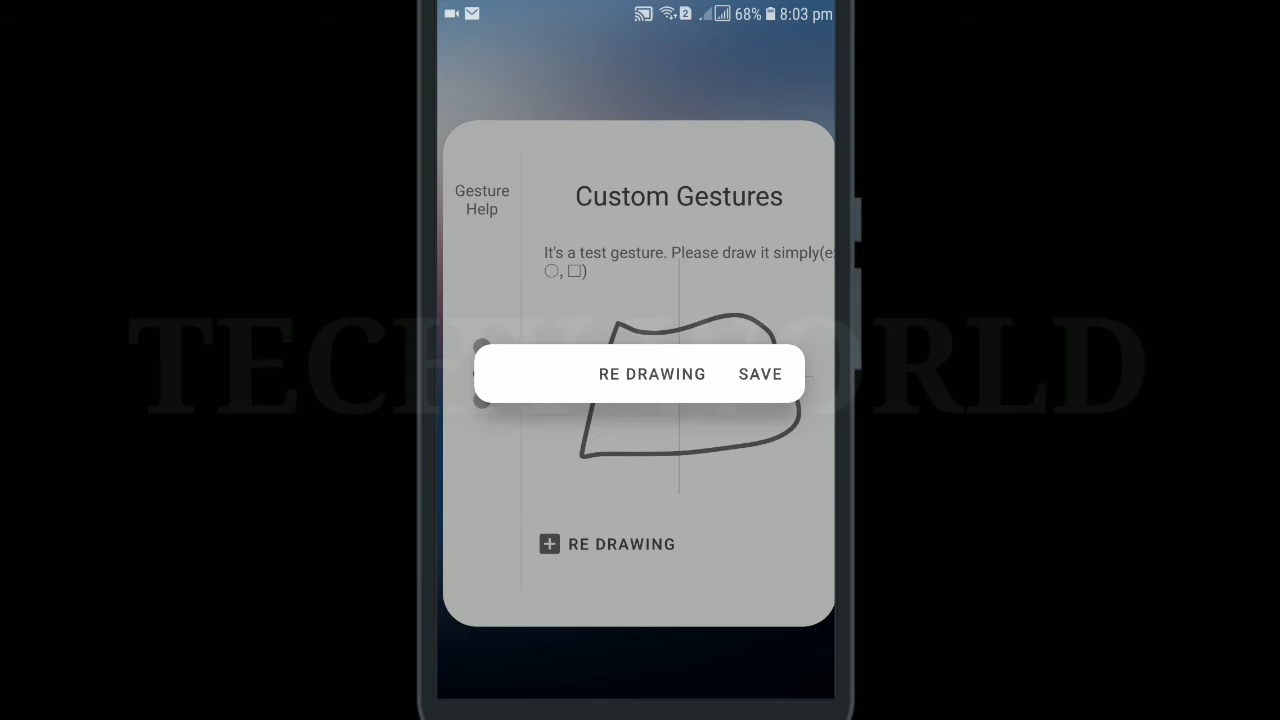 2
68%
8:03 pm
Gesture
Help
Custom Gestures
It's a test gesture. Please draw it simply(e:
○, □)
RE DRAWING
SAVE
RE DRAWING